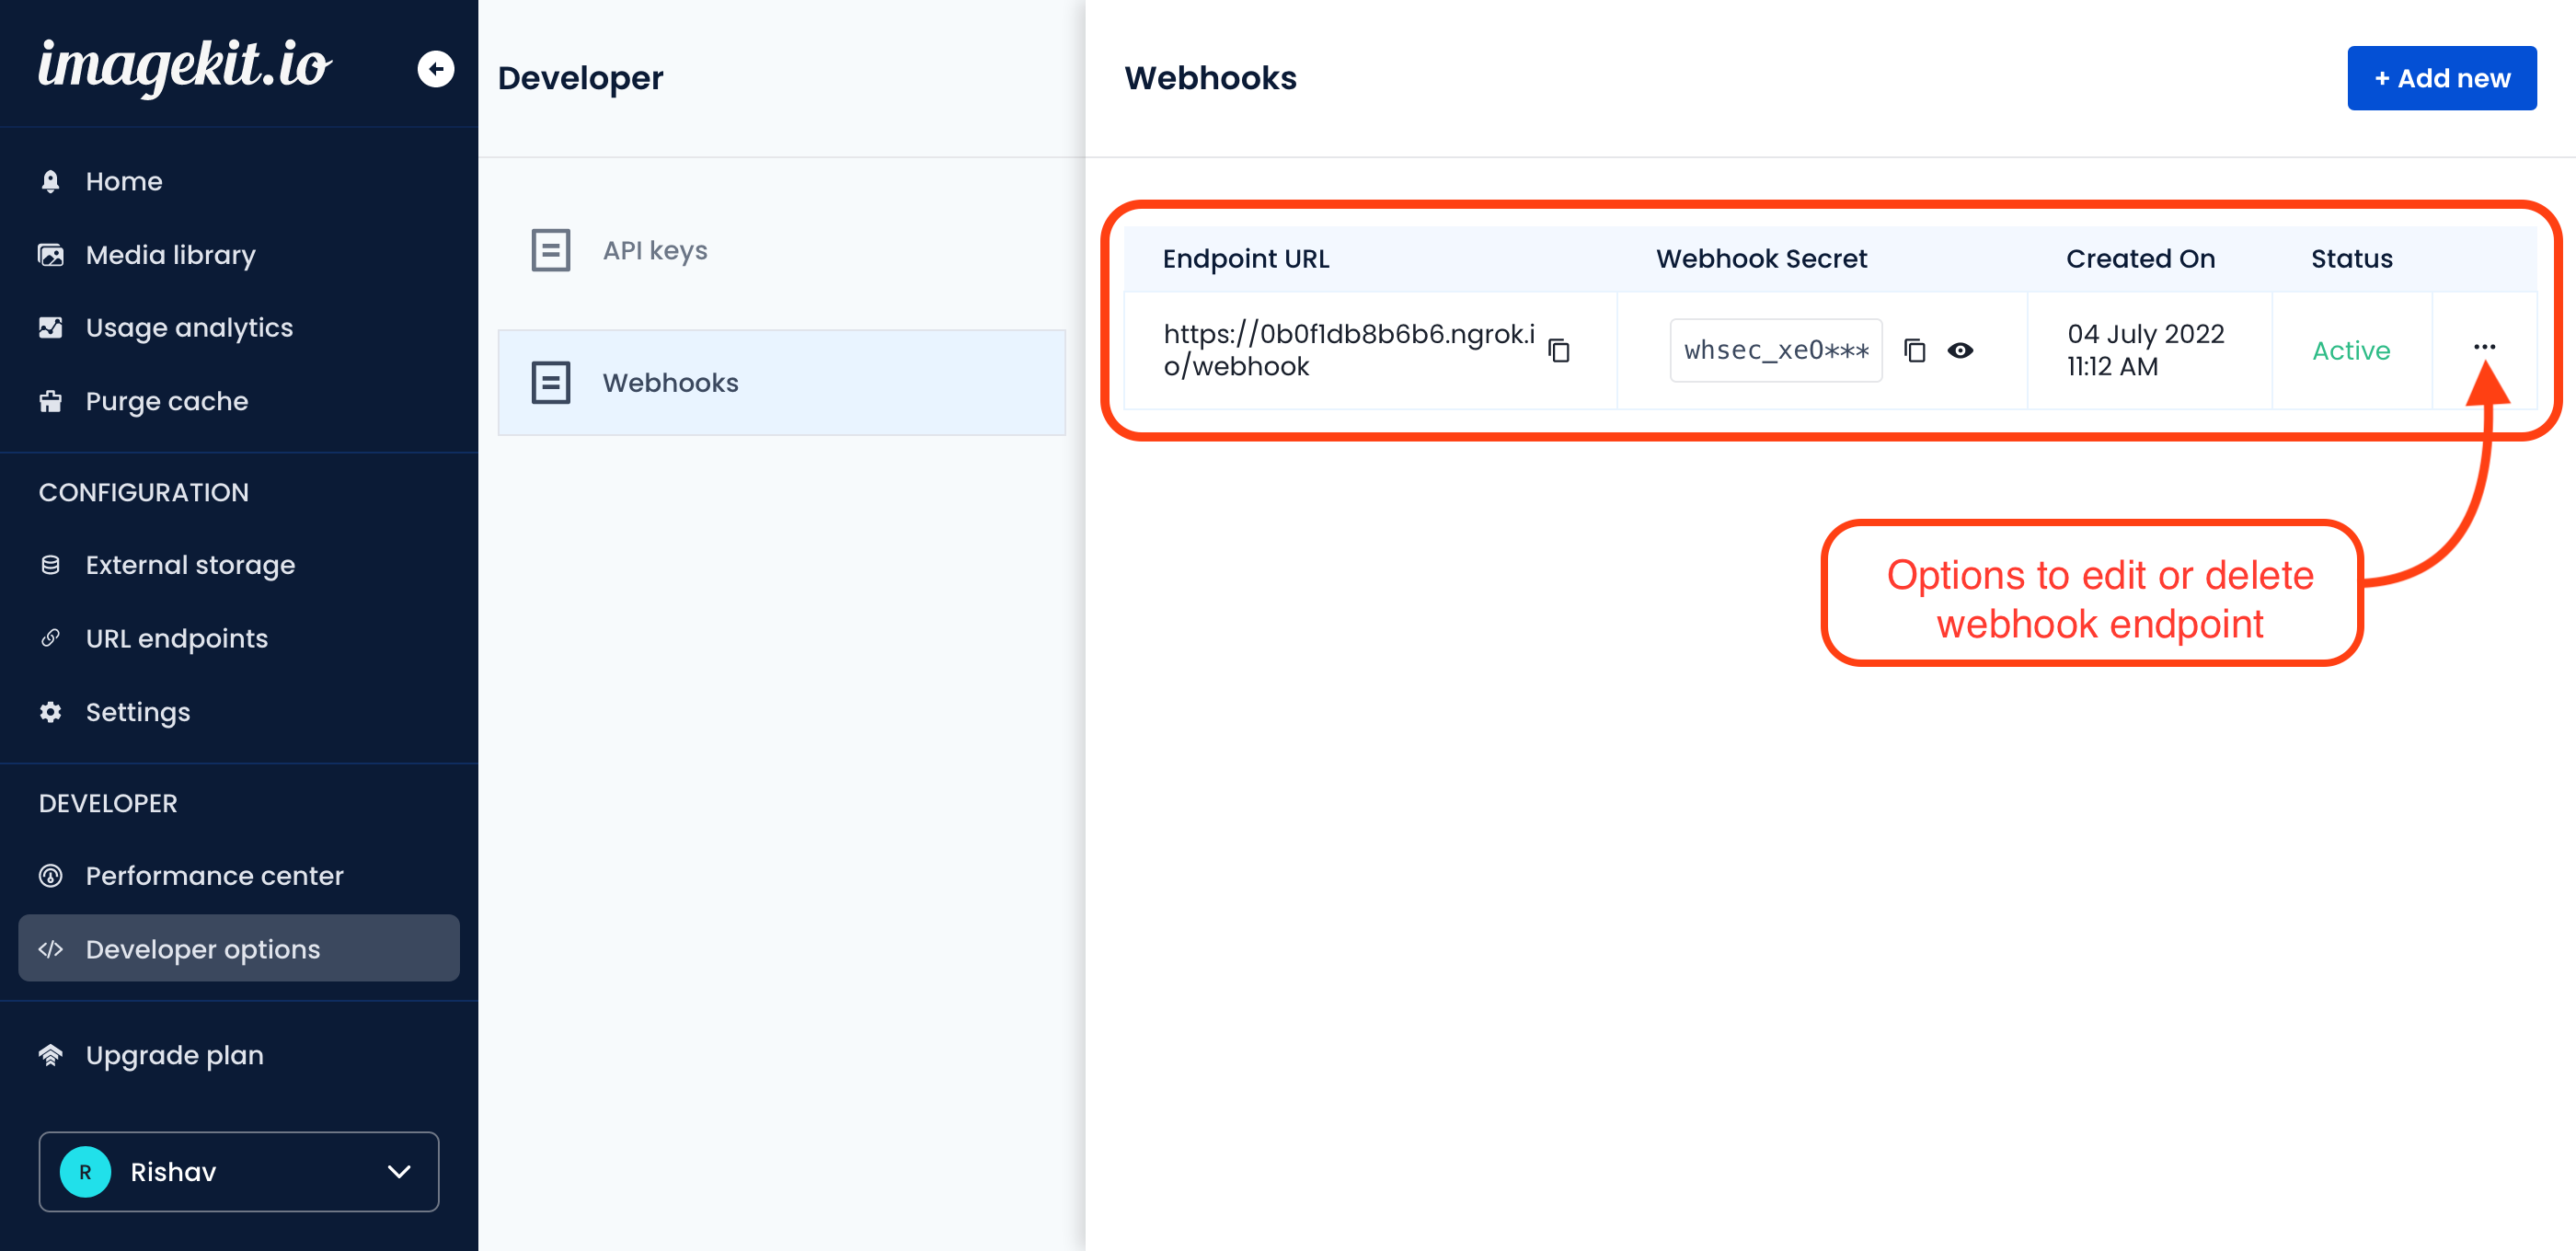 imagekit.io
Home
Media library
Usage analytics
Purge cache
CONFIGURATION
External storage
URL endpoints
Settings
DEVELOPER
Performance center
Developer options
Upgrade plan
R Rishav
Developer
API keys
Webhooks
Webhooks
+ Add new
Endpoint URL Webhook Secret Created On Status
https://0b0f1db8b6b6.ngrok.i
o/webhook
whsec_xeO***
04 July 2022
11:12 AM
Active
Options to edit or delete
webhook endpoint